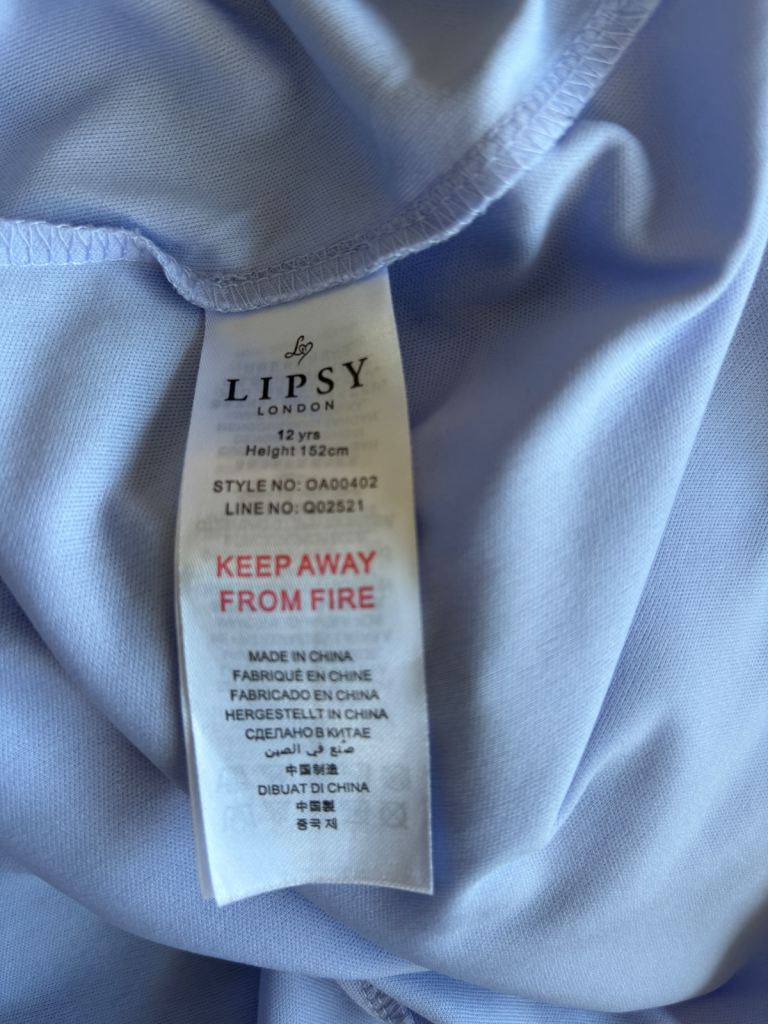 LIPSY
LONDON
12 yrs
Height 152cm
STYLE NO: OA00402
LINE NO: Q02521
KEEP AWAY
FROM FIRE
MADE IN CHINA
FABRIQUÉ EN CHINE
FABRICADO EN CHINA
HERGESTELLT IN CHINA
СДЕЛАНО В КИТАЕ
صنع في الصين
中国制造
DIBUAT DI CHINA
中国製
중국 제